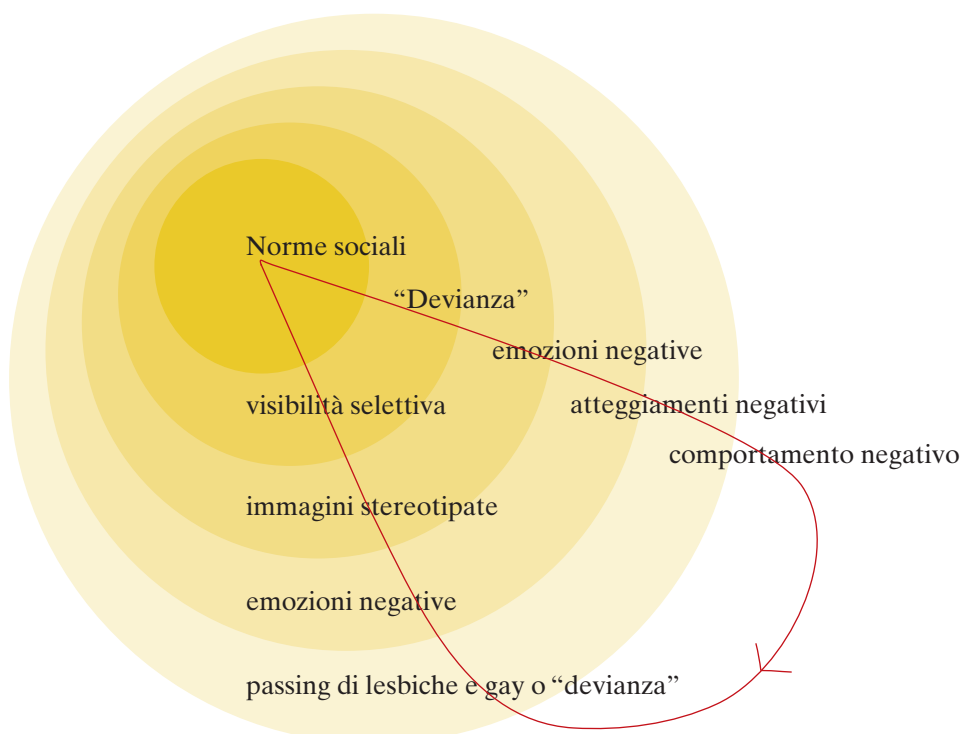 Norme sociali
“Devianza”
emozioni negative
atteggiamenti negativi
visibilità selettiva
comportamento negativo
immagini stereotipate
emozioni negative
passing di lesbiche e gay o “devianza”